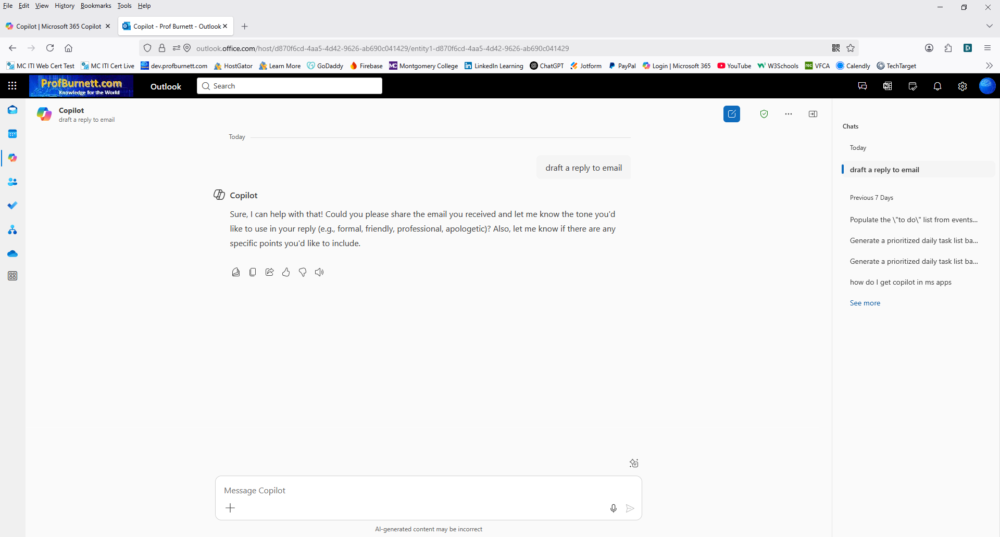 File Edit View History Bookmarks Tools Help
Copilot | Microsoft 365 Copilot
Copilot - Prof Burnett - Outlook
outlook.office.com/host/d870f6cd-4aa5-4d42-9626-ab690c041429/entity1-d870f6cd-4aa5-4d42-9626-ab690c041429
MC ITI Web Cert Test MC ITI Cert Live dev.profburnett.com HostGator Learn More GoDaddy Firebase MC Montgomery College LinkedIn Learning ChatGPT Jotform PayPal Login | Microsoft 365 YouTube W3Schools rec VFCA Calendly TechTarget
ProfBurnett.com
Knowledge for the World
Outlook
Search
Copilot
draft a reply to email
Today
draft a reply to email
Copilot
Sure, I can help with that! Could you please share the email you received and let me know the tone you'd
like to use in your reply (e.g., formal, friendly, professional, apologetic)? Also, let me know if there are any
specific points you'd like to include.
Message Copilot
AI-generated content may be incorrect
Chats
Today
draft a reply to email
Previous 7 Days
Populate the \"to do\" list from events...
Generate a prioritized daily task list ba...
Generate a prioritized daily task list ba...
how do I get copilot in ms apps
See more